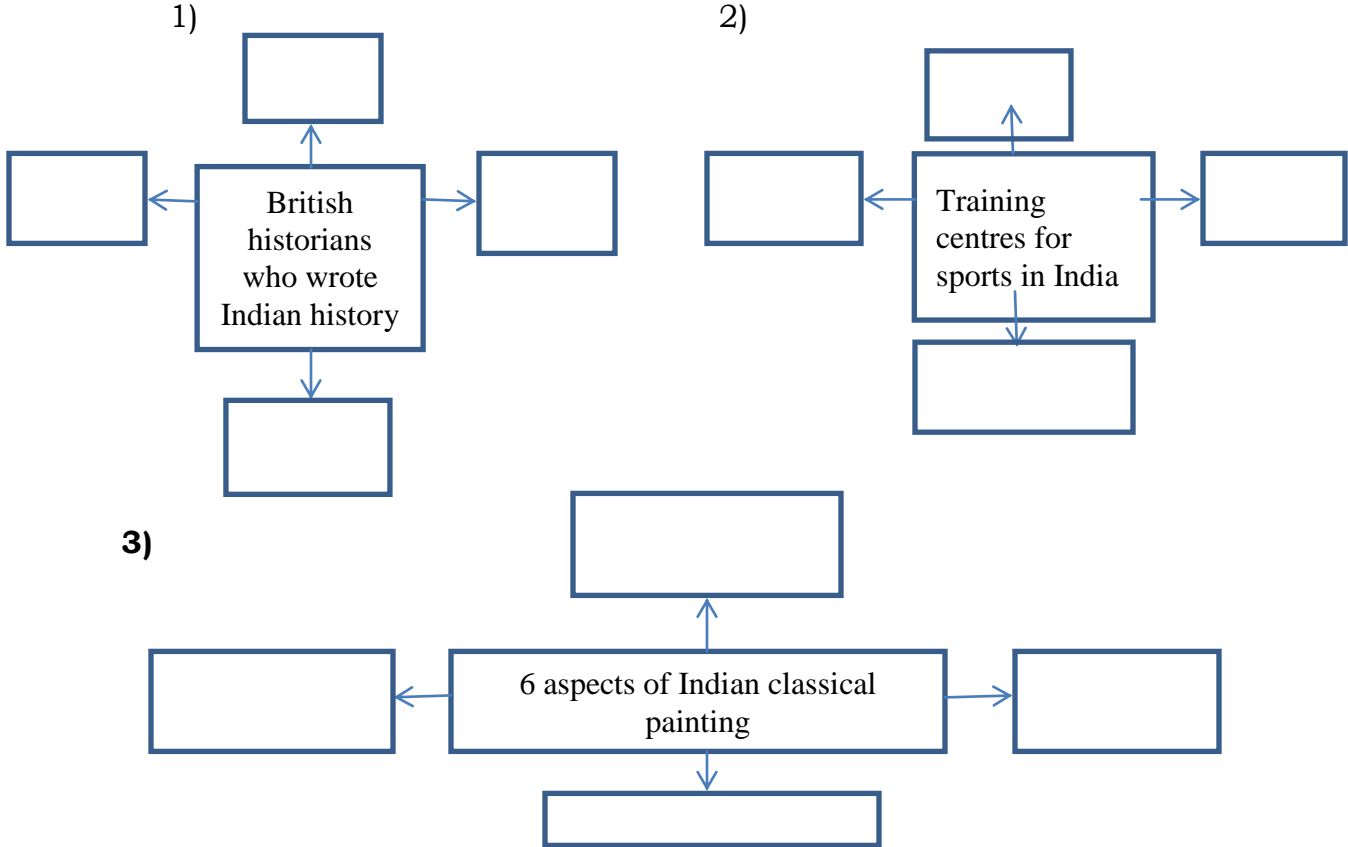 1)
2)
British
historians
who wrote
Indian history
Training
centres for
sports in India
3)
6 aspects of Indian classical
painting